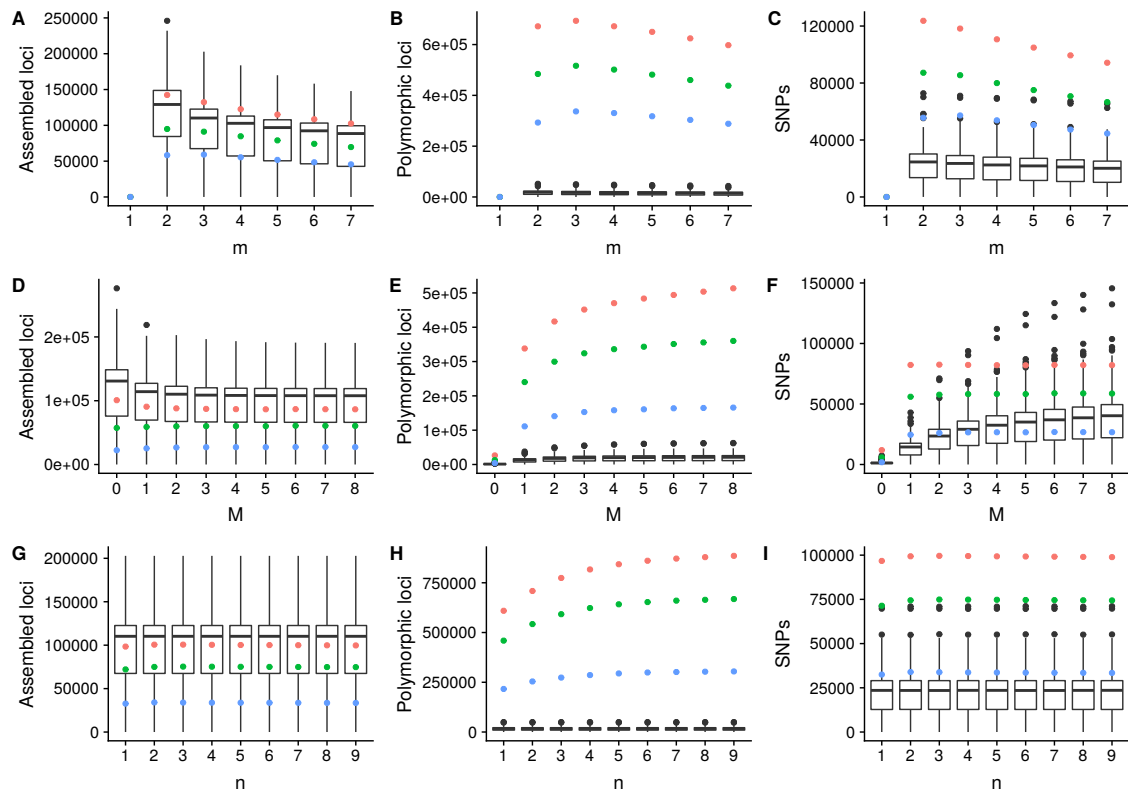 A
Assembled loci
250000
200000
150000
100000
50000
0
1 2 3 4 5 6 7
m
B
Polymorphic loci
6e+05
4e+05
2e+05
0e+00
1 2 3 4 5 6 7
m
C
SNPs
120000
80000
40000
0
1 2 3 4 5 6 7
m
D
Assembled loci
2e+05
1e+05
0e+00
0 1 2 3 4 5 6 7 8
M
E
Polymorphic loci
5e+05
4e+05
3e+05
2e+05
1e+05
0e+00
0 1 2 3 4 5 6 7 8
M
F
SNPs
150000
100000
50000
0
0 1 2 3 4 5 6 7 8
M
G
Assembled loci
200000
150000
100000
50000
0
1 2 3 4 5 6 7 8 9
n
H
Polymorphic loci
750000
500000
250000
0
1 2 3 4 5 6 7 8 9
n
I
SNPs
100000
75000
50000
25000
0
1 2 3 4 5 6 7 8 9
n